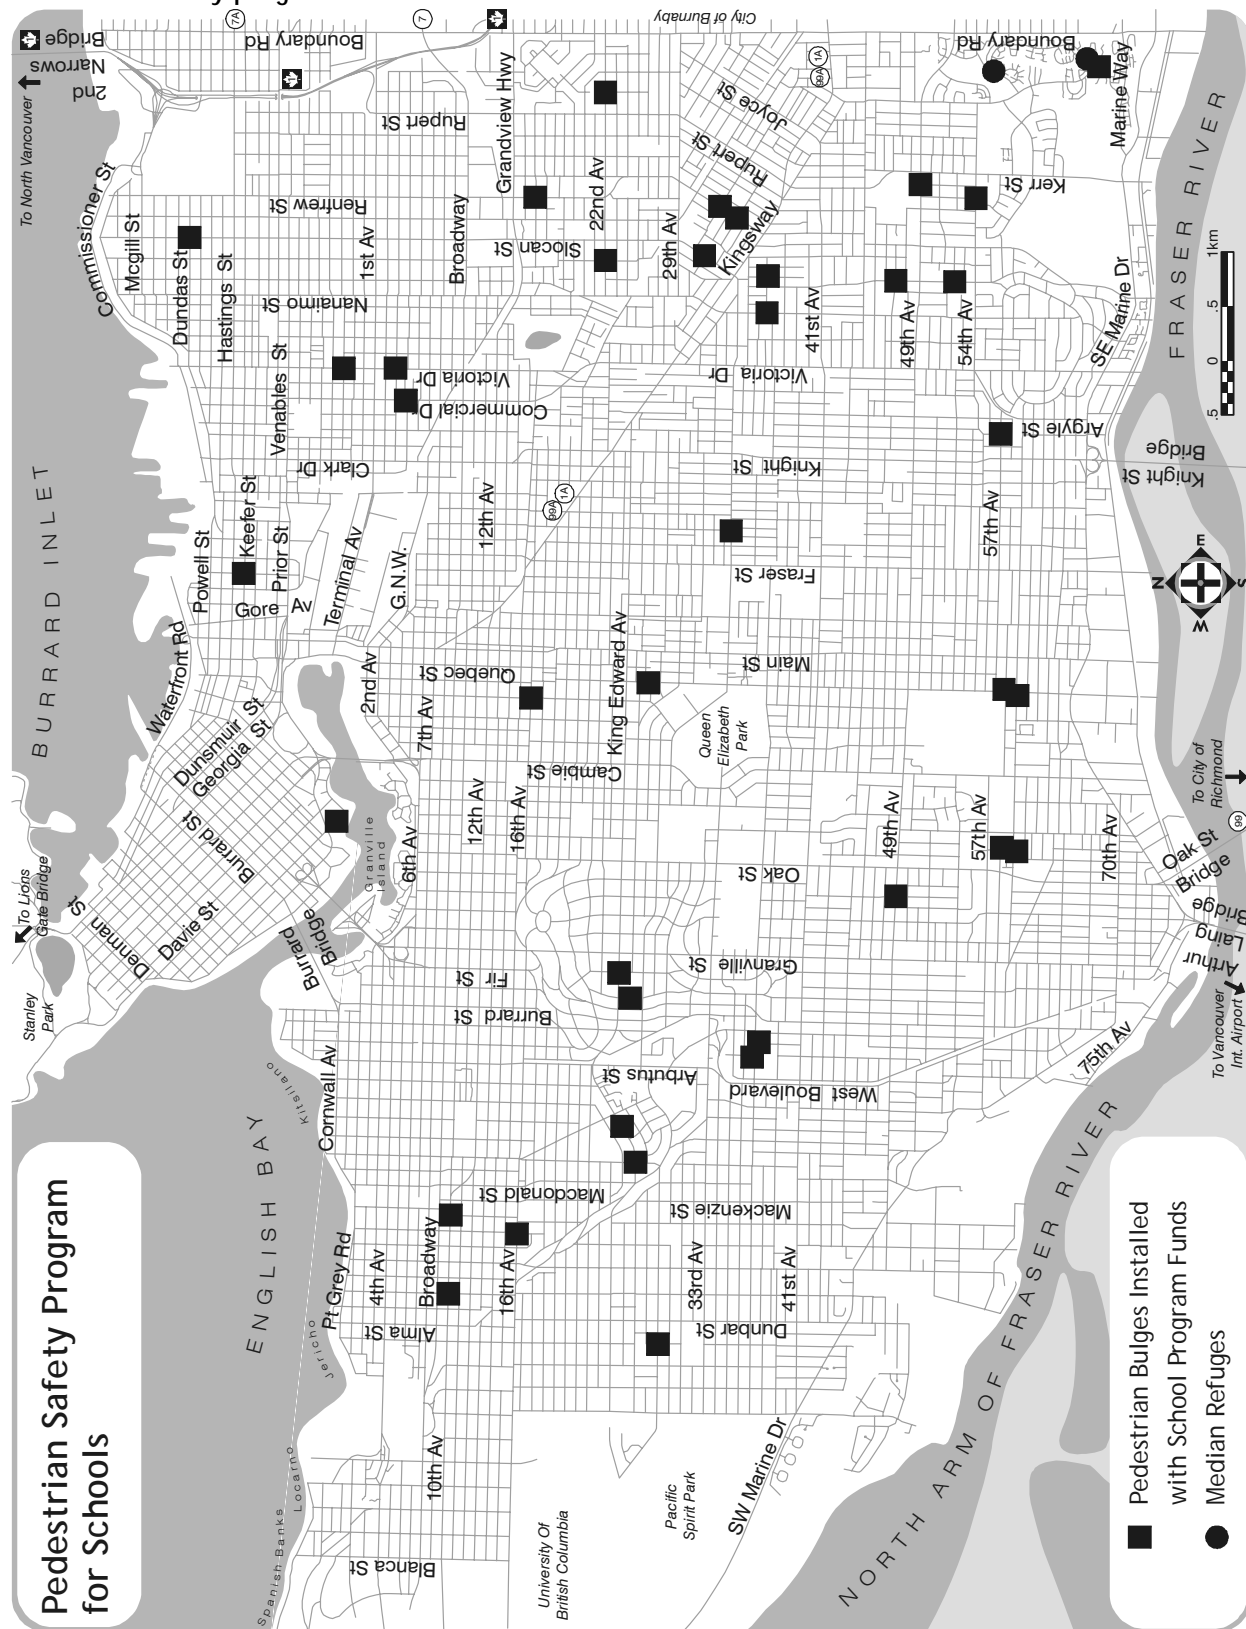 Pedestrian Safety Program
for Schools
To North Vancouver
2nd
Narrows
Bridge
7A
7
City of Burnaby
Boundary Rd
Boundary Rd
99A
1A
Marine Way
FRASER RIVER
Commissioner St
Mcgill St
Dundas St
Hastings St
Renfrew St
Nanaimo St
1st Av
Rupert St
Broadway
Grandview Hwy
Slocan St
22nd Av
29th Av
Joyce St
Rupert St
Kingsway
Kerr St
41st Av
49th Av
54th Av
SE Marine Dr
FRASER RIVER
.5
0
.5
1km
Venables St
Victoria Dr
Commercial Dr
Victoria Dr
Clark Dr
Argyle St
Knight St
Knight St
Bridge
BURRARD INLET
Powell St
Keefer St
Prior St
Gore Av
Terminal Av
G.N.W.
12th Av
99A
1A
Fraser St
57th Av
N
E
S
W
Waterfront Rd
Dunsmuir St
Georgia St
2nd Av
7th Av
Quebec St
King Edward Av
Main St
Queen
Elizabeth
Park
Cambie St
12th Av
16th Av
6th Av
Granville
Island
Burrard St
Davie St
Denman St
To Lions
Gate Bridge
Stanley
Park
Burrard
Bridge
Oak St
49th Av
57th Av
70th Av
To City of
Richmond
99
Oak St
Bridge
Arthur
Laing
Bridge
To Vancouver
Int. Airport
Granville St
Fir St
Burrard St
Arbutus St
West Boulevard
75th Av
Kitsilano
Cornwall Av
ENGLISH BAY
Macdonald St
Mackenzie St
Pt Grey Rd
4th Av
Broadway
16th Av
33rd Av
41st Av
Jericho
Alma St
Dunbar St
Locarno
Spanish Banks
10th Av
Blanca St
University Of
British Columbia
Pacific
Spirit Park
SW Marine Dr
NORTH ARM OF FRASER RIVER
Pedestrian Bulges Installed
with School Program Funds
Median Refuges